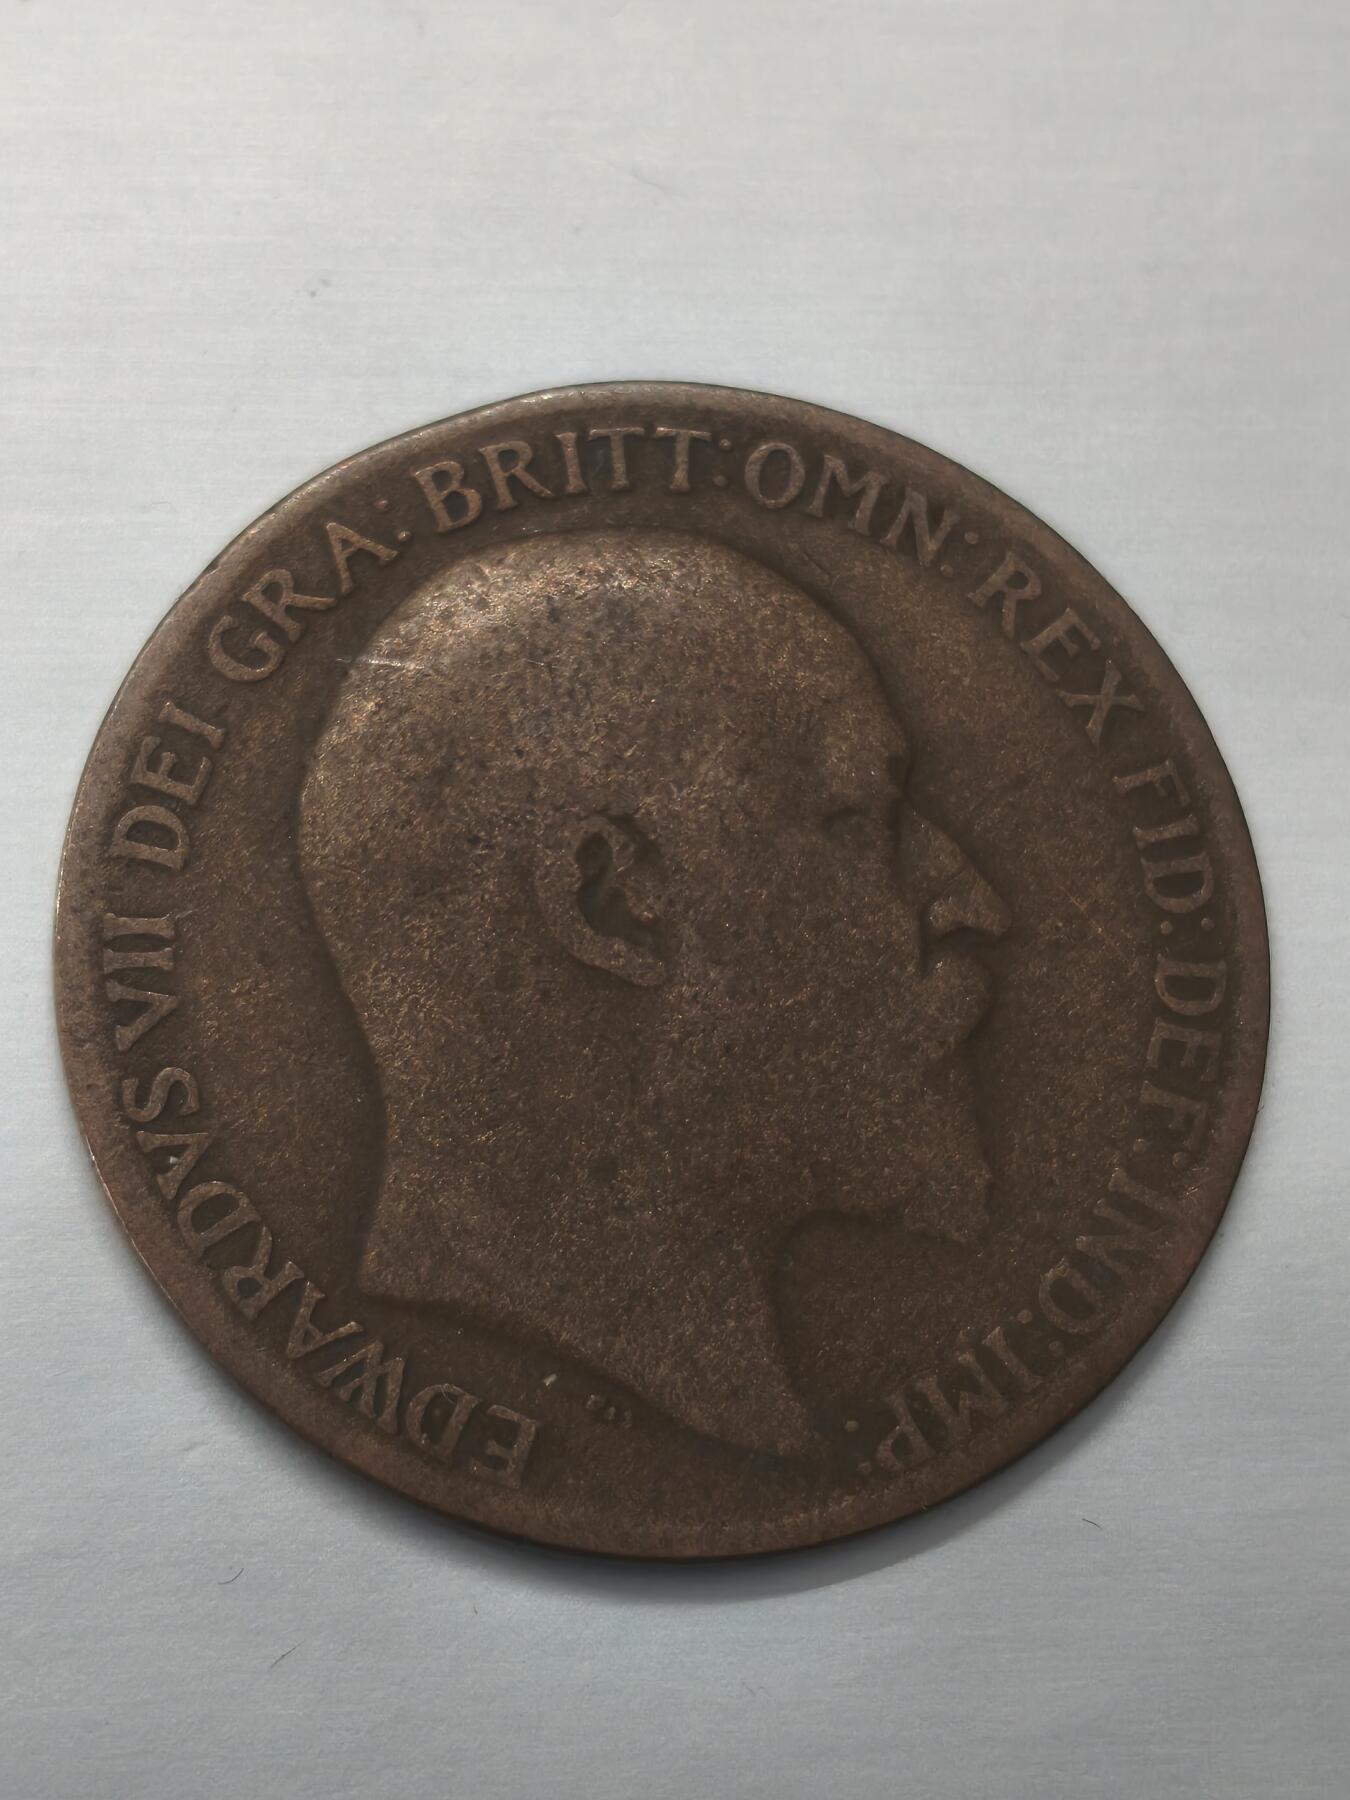 EDWARDVS VII DEI GRA: BRITT: OMN: REX FID: DEF: IND: IMP: